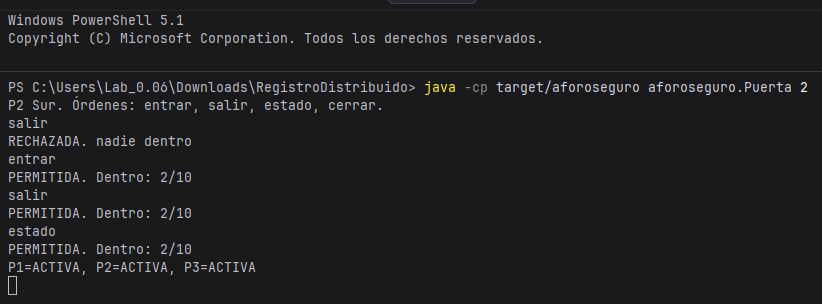 Windows PowerShell 5.1
Copyright (C) Microsoft Corporation. Todos los derechos reservados.
PS C:\Users\Lab_0.06\Downloads\RegistroDistribuido> java -cp target/aforoseguro aforoseguro.Puerta 2
P2 Sur. Órdenes: entrar, salir, estado, cerrar.
salir
RECHAZADA. nadie dentro
entrar
PERMITIDA. Dentro: 2/10
salir
PERMITIDA. Dentro: 2/10
estado
PERMITIDA. Dentro: 2/10
P1=ACTIVA, P2=ACTIVA, P3=ACTIVA